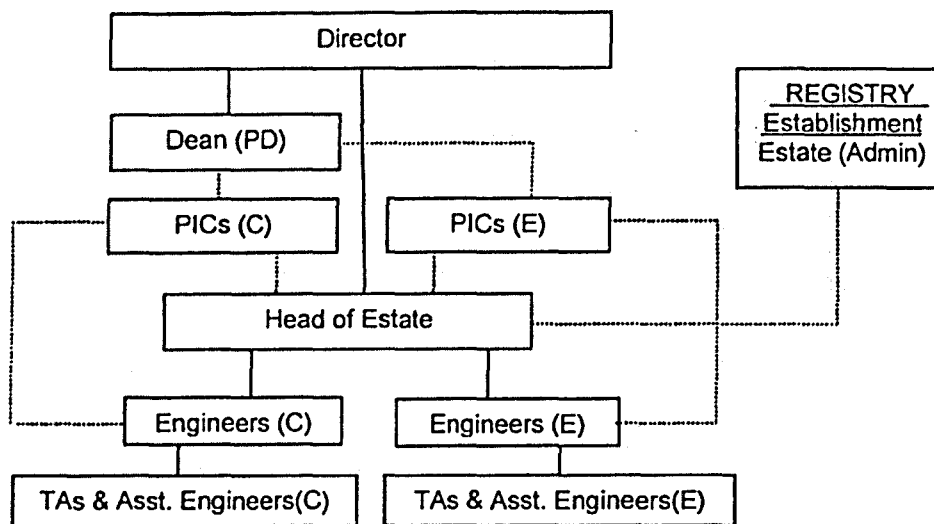 Director
REGISTRY
Establishment
Estate (Admin)
Dean (PD)
PICs (C)
PICs (E)
Head of Estate
Engineers (C)
Engineers (E)
TAs & Asst. Engineers(C)
TAs & Asst. Engineers(E)